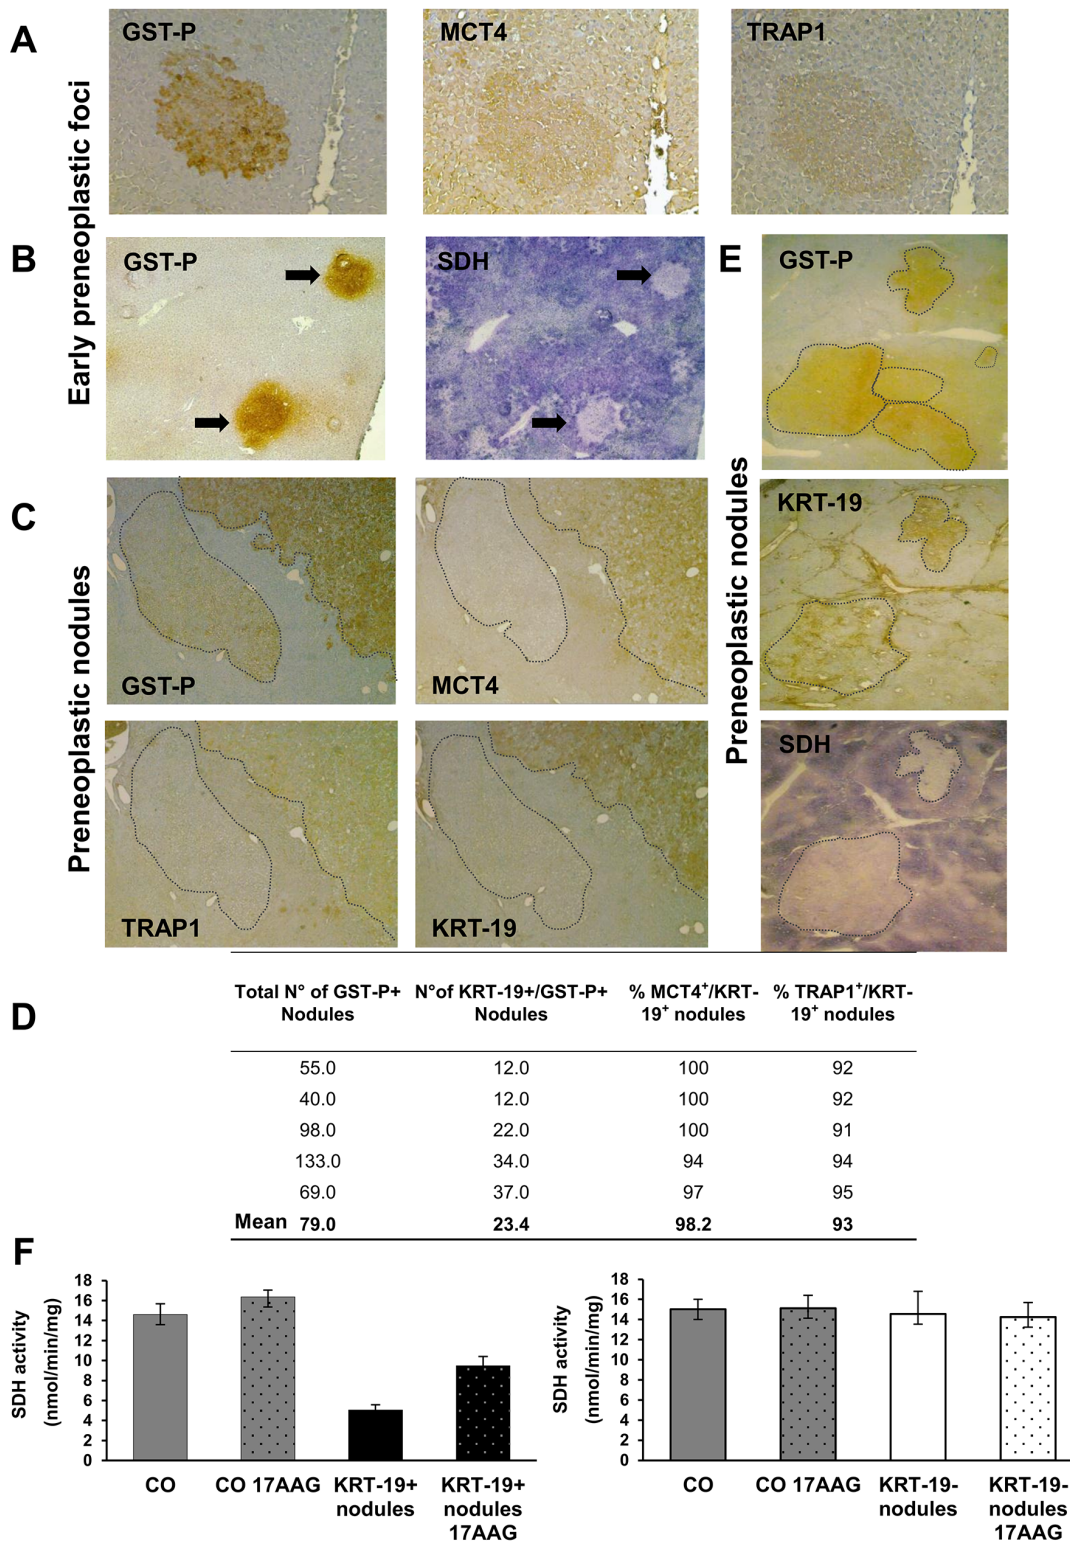 A
Early preneoplastic foci
GST-P
MCT4
TRAP1
B
GST-P
SDH
E
Preneoplastic nodules
GST-P
KRT-19
SDH
C
Preneoplastic nodules
GST-P
MCT4
TRAP1
KRT-19
D
Total N° of GST-P+ N°of KRT-19+/GST-P+ % MCT4+/KRT- % TRAP1+/KRT-
Nodules Nodules 19+ nodules 19+ nodules
55.0 12.0 100 92
40.0 12.0 100 92
98.0 22.0 100 91
133.0 34.0 94 94
69.0 37.0 97 95
Mean 79.0 23.4 98.2 93
F
SDH activity
(nmol/min/mg)
18
16
14
12
10
8
6
4
2
0
CO CO 17AAG KRT-19+ KRT-19+
nodules nodules
17AAG
SDH activity
(nmol/min/mg)
18
16
14
12
10
8
6
4
2
0
CO CO 17AAG KRT-19- KRT-19-
nodules nodules
17AAG